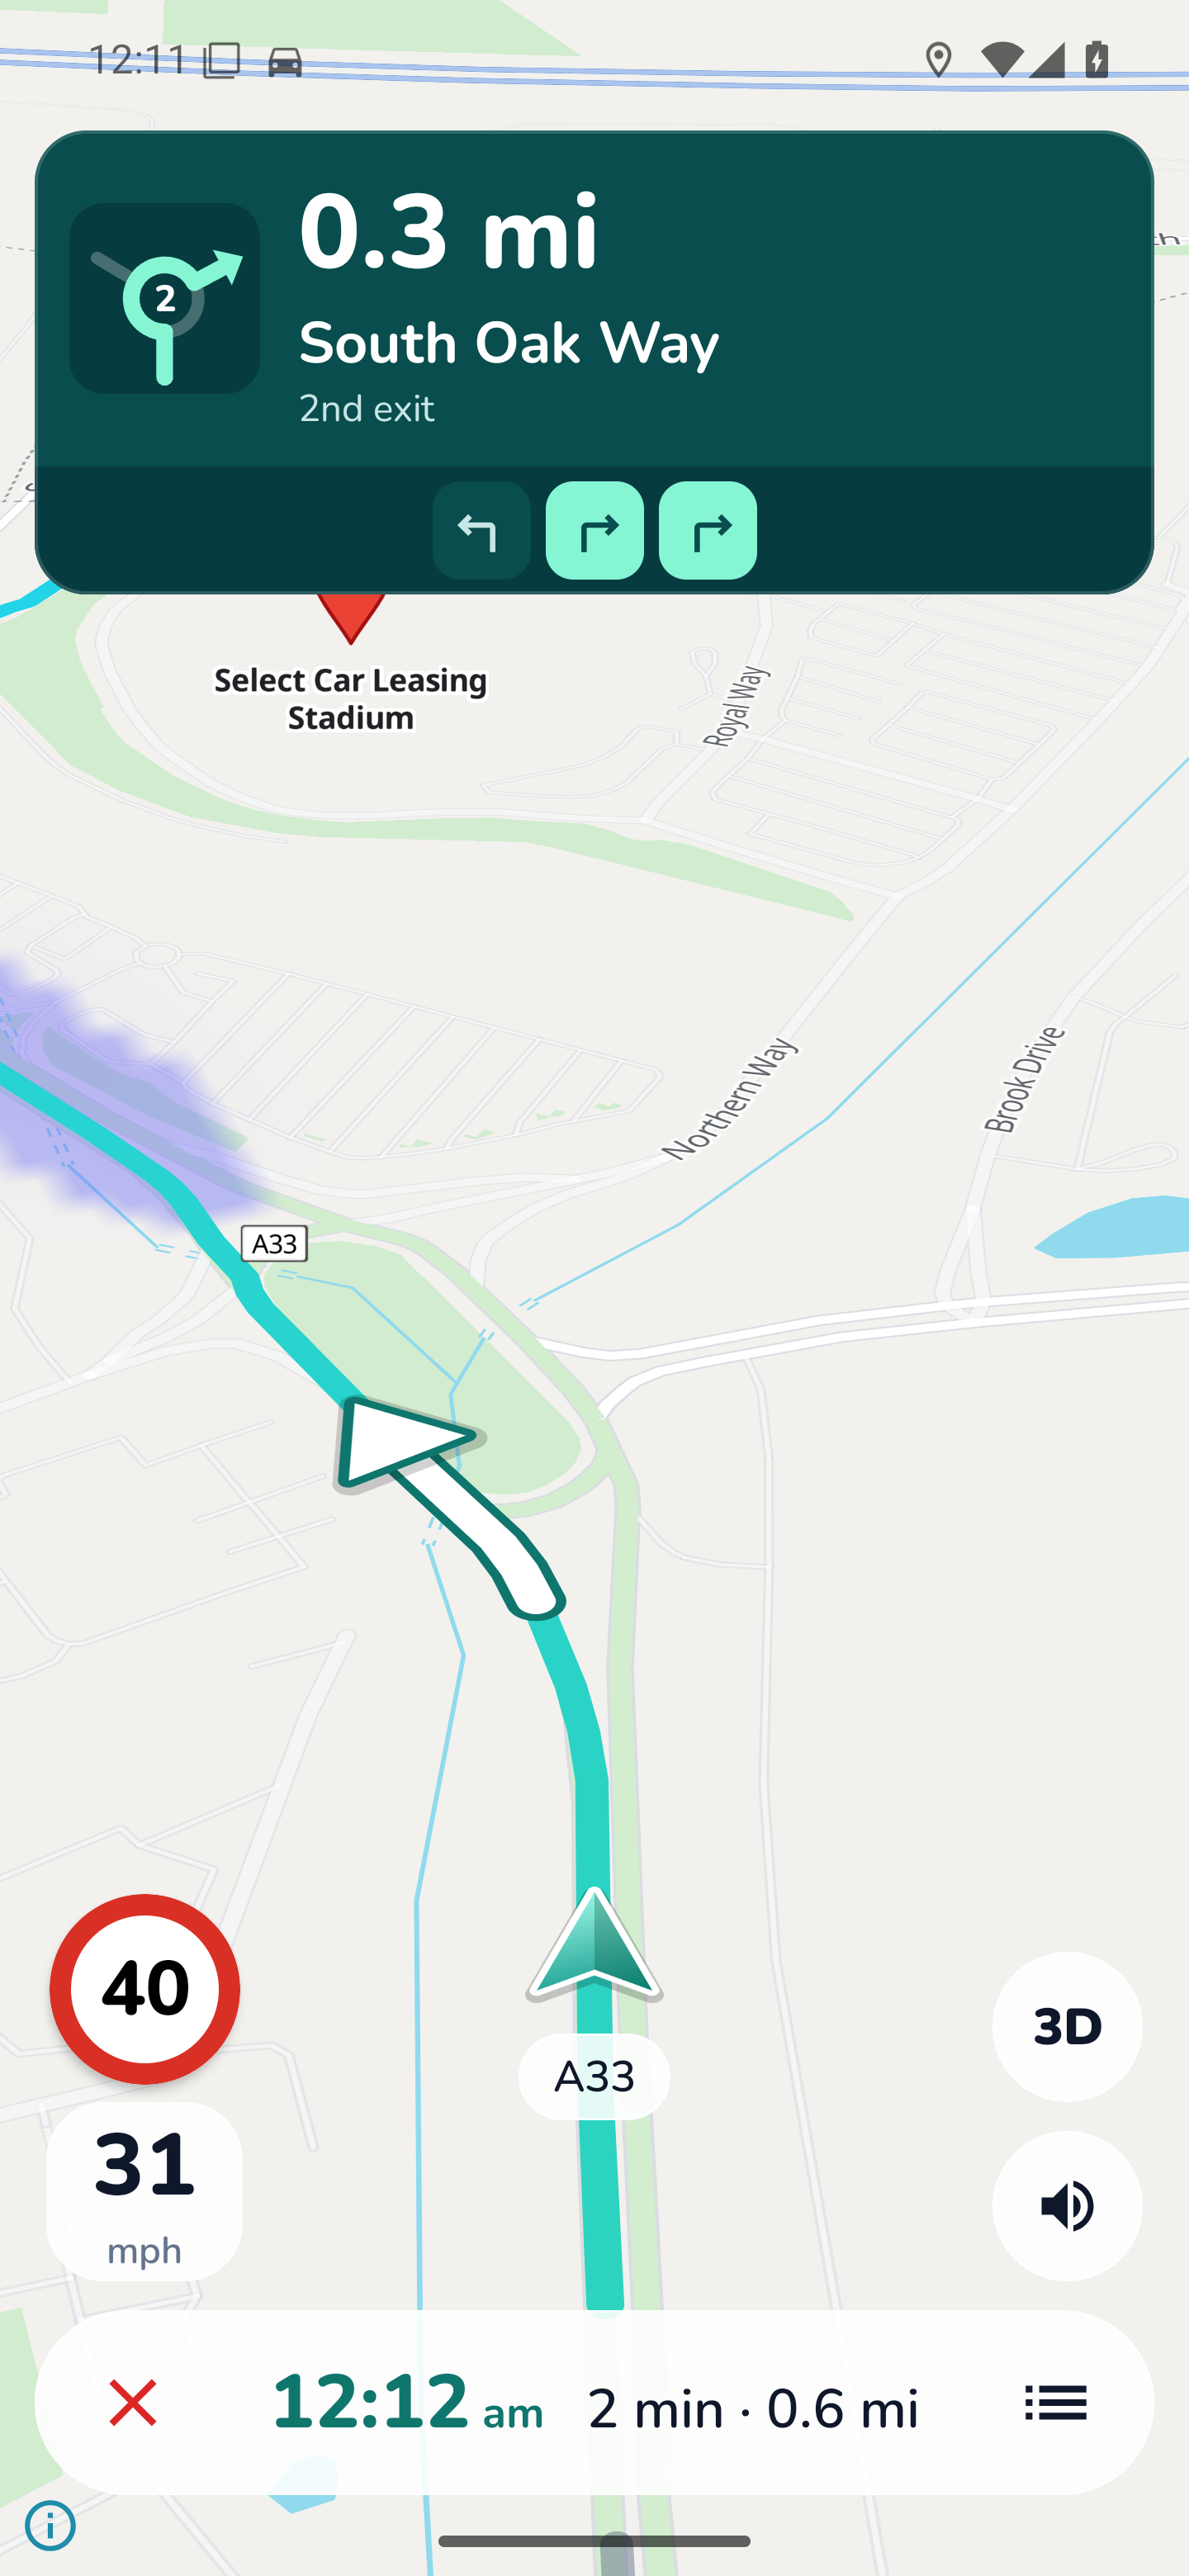 12:11
2
0.3 mi
South Oak Way
2nd exit
Select Car Leasing
Stadium
Royal Way
Northern Way
Brook Drive
A33
40
3D
A33
31
mph
12:12 am 2 min · 0.6 mi